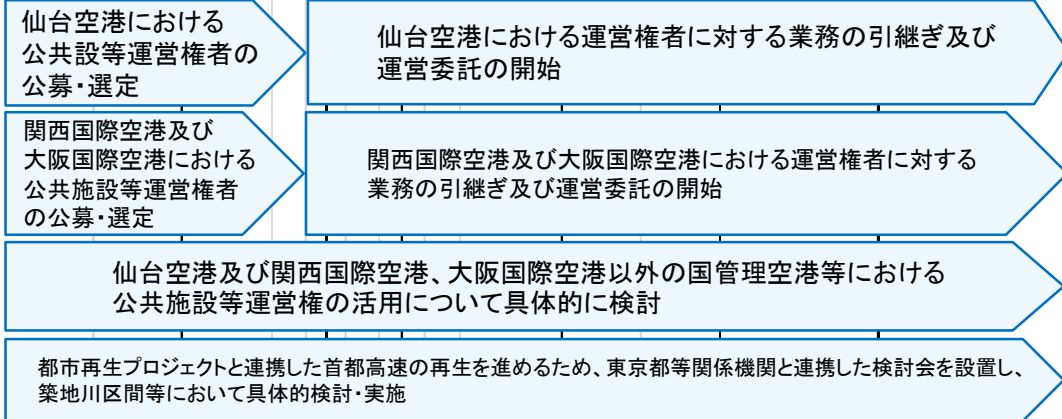 仙台空港における
公共設等運営権者の
公募・選定
仙台空港における運営権者に対する業務の引継ぎ及び
運営委託の開始
関西国際空港及び
大阪国際空港における
公共施設等運営権者
の公募・選定
関西国際空港及び大阪国際空港における運営権者に対する
業務の引継ぎ及び運営委託の開始
仙台空港及び関西国際空港、大阪国際空港以外の国管理空港等における
公共施設等運営権の活用について具体的に検討
都市再生プロジェクトと連携した首都高速の再生を進めるため、東京都等関係機関と連携した検討会を設置し、
築地川区間等において具体的検討・実施